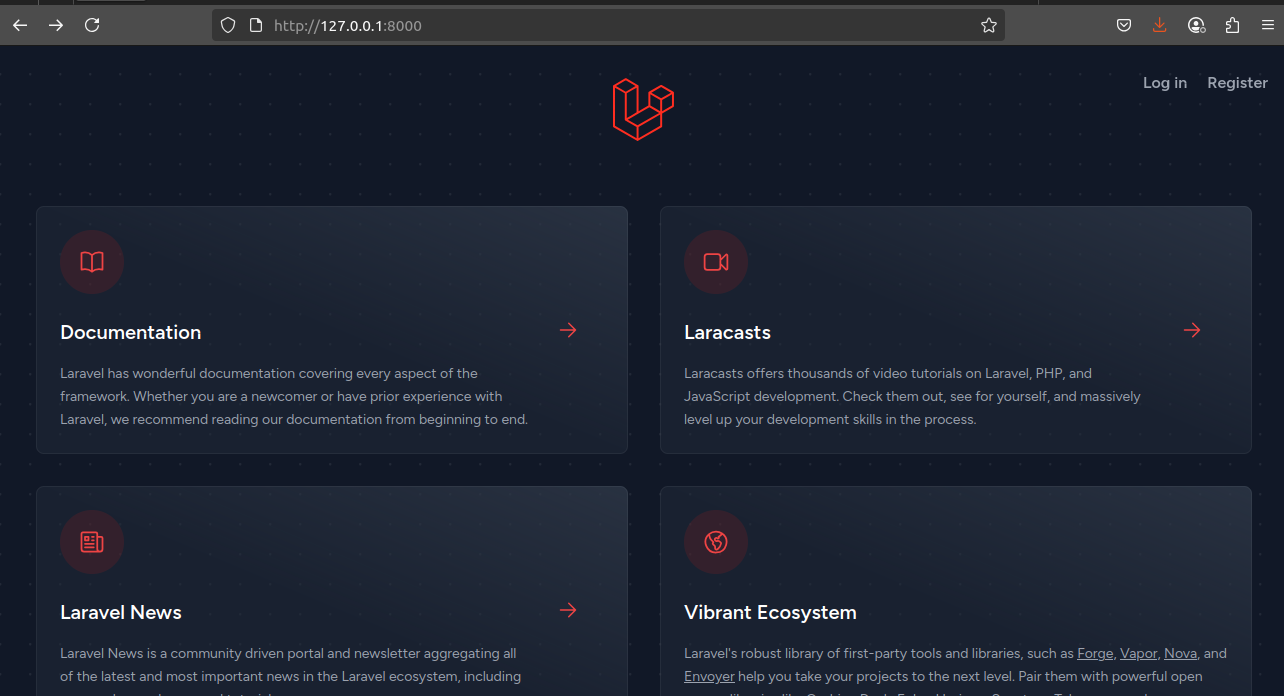 http://127.0.0.1:8000
Log in Register
Documentation
Laravel has wonderful documentation covering every aspect of the
framework. Whether you are a newcomer or have prior experience with
Laravel, we recommend reading our documentation from beginning to end.
Laracasts
Laracasts offers thousands of video tutorials on Laravel, PHP, and
JavaScript development. Check them out, see for yourself, and massively
level up your development skills in the process.
Laravel News
Laravel News is a community driven portal and newsletter aggregating all
of the latest and most important news in the Laravel ecosystem, including
Vibrant Ecosystem
Laravel's robust library of first-party tools and libraries, such as Forge, Vapor, Nova, and
Envoyer help you take your projects to the next level. Pair them with powerful open